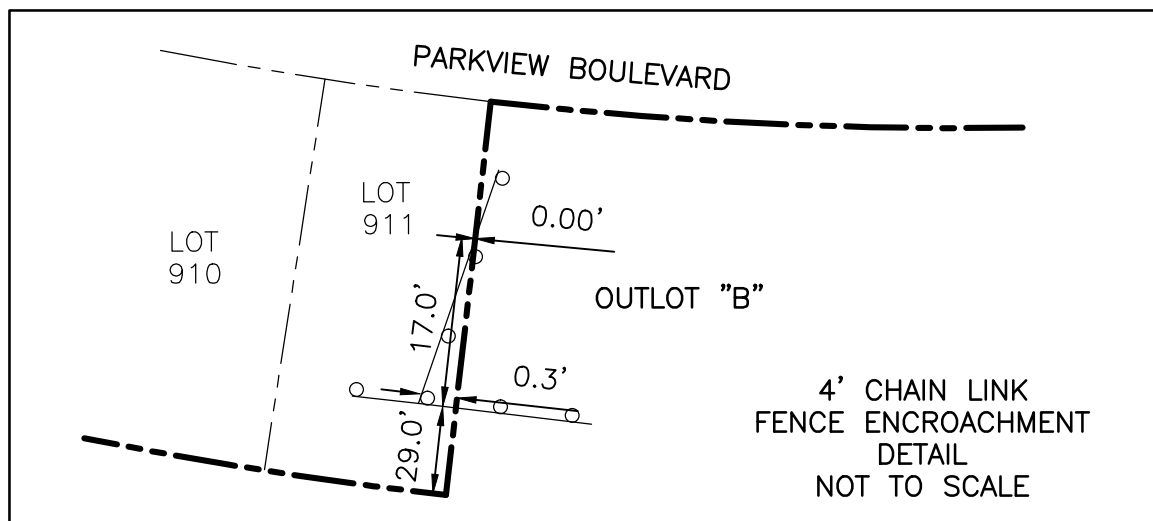 PARKVIEW BOULEVARD
LOT
911
0.00'
LOT
910
OUTLOT "B"
17.0'
0.3'
29.0'
4' CHAIN LINK
FENCE ENCROACHMENT
DETAIL
NOT TO SCALE